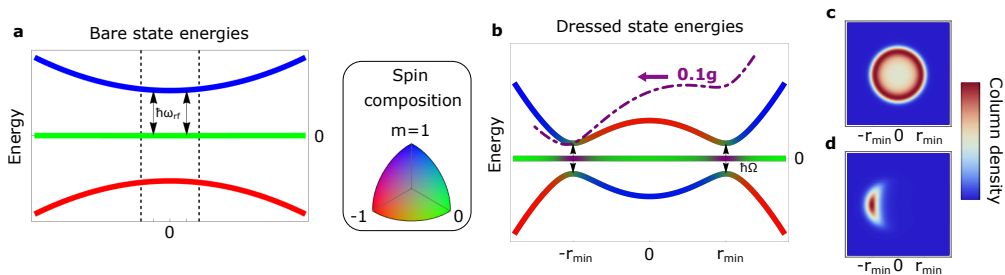 a
Bare state energies
Energy
ħω_rf
0
0
Spin
composition
m=1
-1
0
b
Dressed state energies
Energy
0.1g
ħΩ
0
-r_min
0
r_min
c
-r_min 0 r_min
d
-r_min 0 r_min
Column density